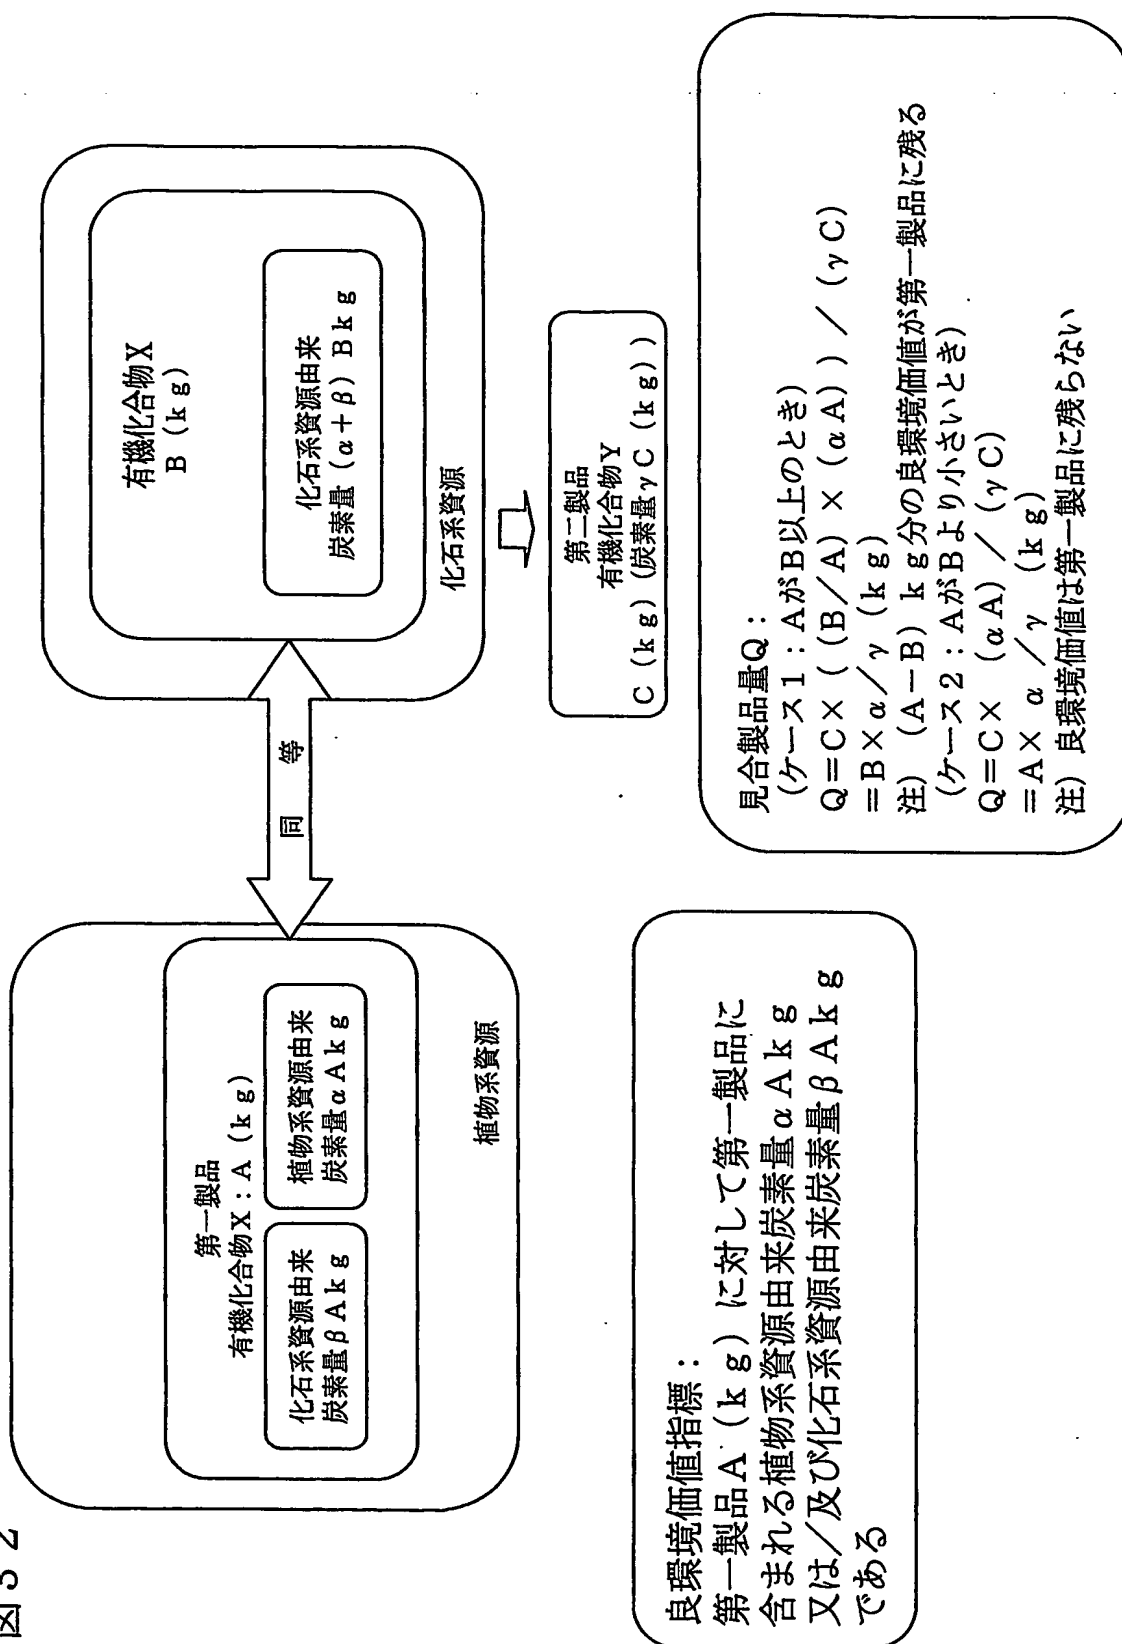 図32
第一製品
有機化合物X：A（kg）
化石系資源由来
炭素量βAkg
植物系資源由来
炭素量αAkg
植物系資源
同　等
有機化合物X
B（kg）
化石系資源由来
炭素量（α＋β）Bkg
化石系資源
第二製品
有機化合物Y
C（kg）（炭素量γC（kg））
良環境価値指標：
第一製品A（kg）に対して第一製品に
含まれる植物系資源由来炭素量αAkg
又は／及び化石系資源由来炭素量βAkg
である
見合製品量Q：
（ケース1：AがB以上のとき）
Q＝C×（（B／A）×（αA））／（γC）
＝B×α／γ（kg）
注）（A－B）kg分の良環境価値が第一製品に残る
（ケース2：AがBより小さいとき）
Q＝C×（αA）／（γC）
＝A×α／γ（kg）
注）良環境価値は第一製品に残らない